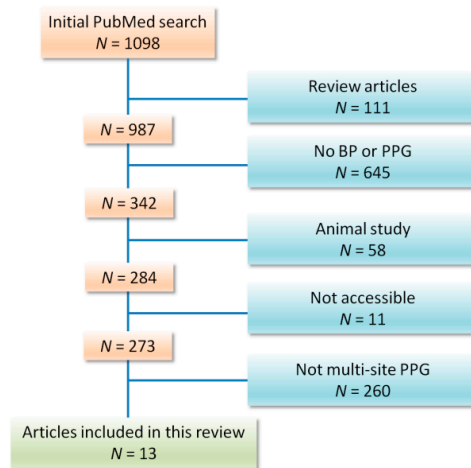 Initial PubMed search
N = 1098
Review articles
N = 111
N = 987
No BP or PPG
N = 645
N = 342
Animal study
N = 58
N = 284
Not accessible
N = 11
N = 273
Not multi-site PPG
N = 260
Articles included in this review
N = 13